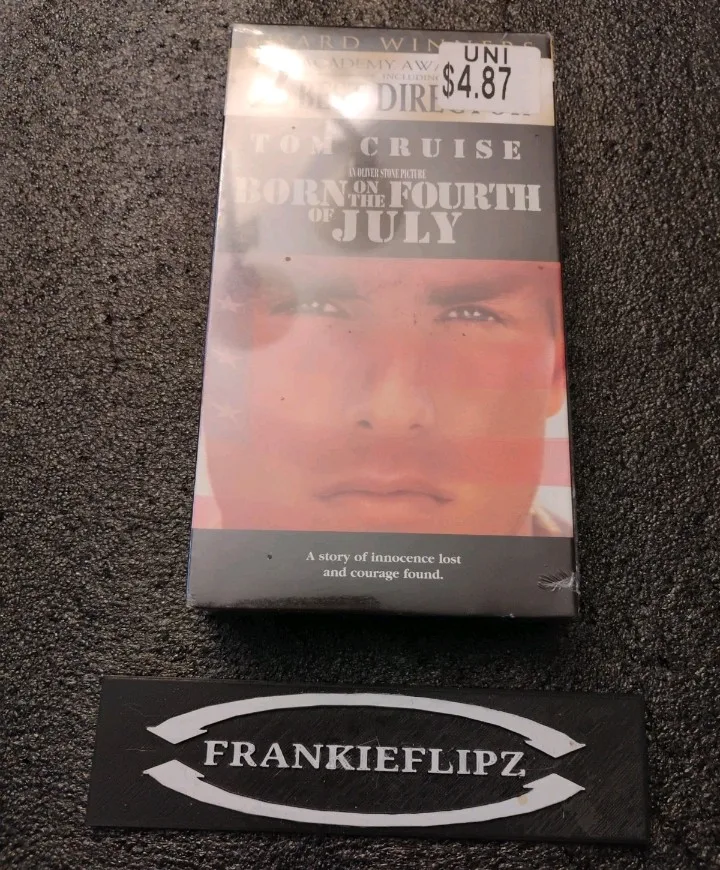 UNI
$4.87
TOM CRUISE
AN OLIVER STONE PICTURE
BORN ON THE FOURTH
OF JULY
A story of innocence lost
and courage found.
FRANKIEFLIPZ